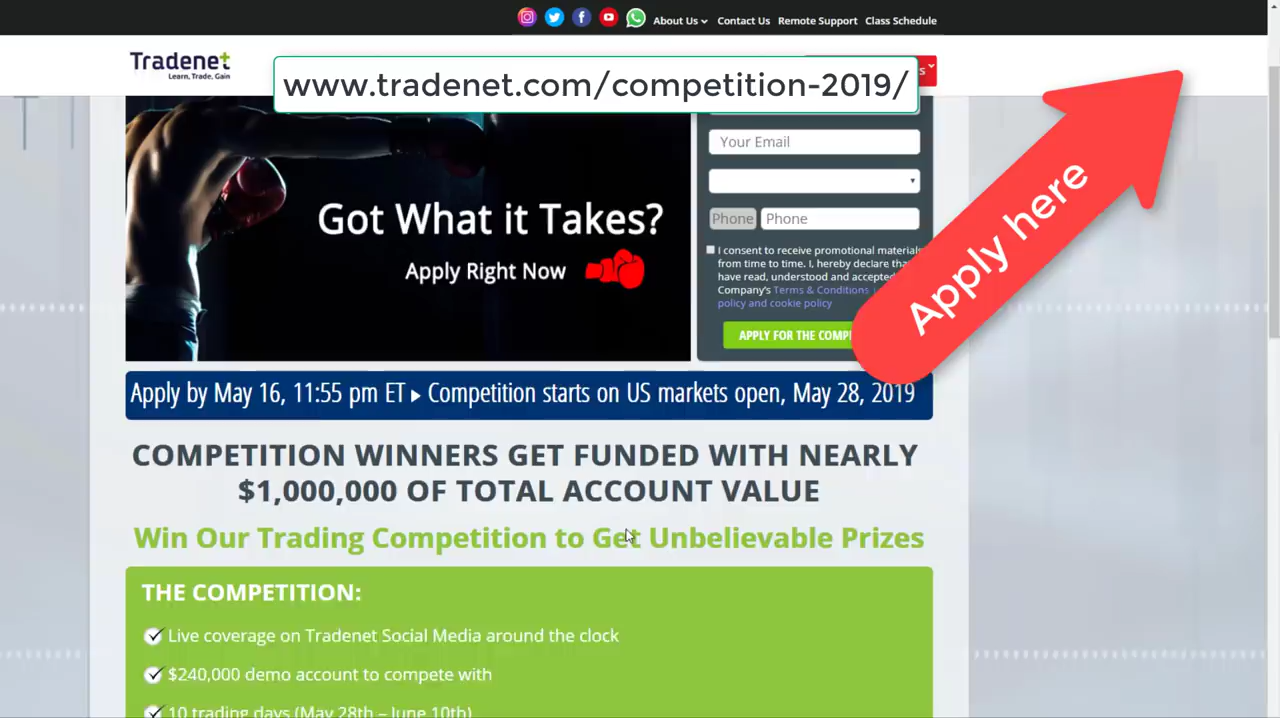 About Us Contact Us Remote Support Class Schedule
Tradenet
Learn, Trade, Gain
www.tradenet.com/competition-2019/
Your Email
Phone Phone
Got What it Takes?
Apply Right Now
I consent to receive promotional materials
from time to time. I, hereby declare that
have read, understood and accepted
Company's Terms & Conditions
policy and cookie policy
APPLY FOR THE
Apply here
Apply by May 16, 11:55 pm ET Competition starts on US markets open, May 28, 2019
COMPETITION WINNERS GET FUNDED WITH NEARLY
$1,000,000 OF TOTAL ACCOUNT VALUE
Win Our Trading Competition to Get Unbelievable Prizes
THE COMPETITION:
Live coverage on Tradenet Social Media around the clock
$240,000 demo account to compete with
10 trading days (May 28th – June 10th)